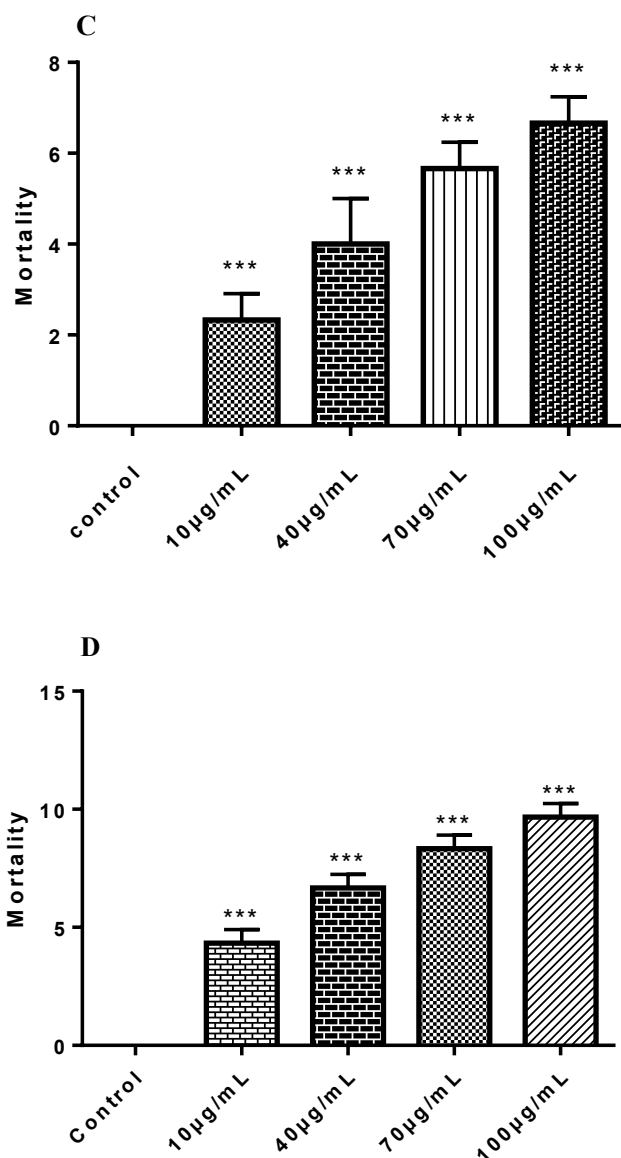 C
8
6
4
2
0
Mortality
***
***
***
***
control
10µg/mL
40µg/mL
70µg/mL
100µg/mL
D
15
10
5
0
Mortality
***
***
***
***
Control
10µg/mL
40µg/mL
70µg/mL
100µg/mL